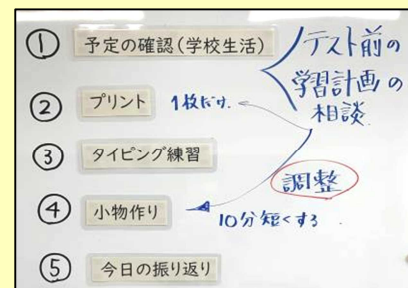 ① 予定の確認（学校生活）
テスト前の
学習計画の
相談
② プリント 1枚だけ.
③ タイピング練習
調整
④ 小物作り
10分短くする.
⑤ 今日の振り返り